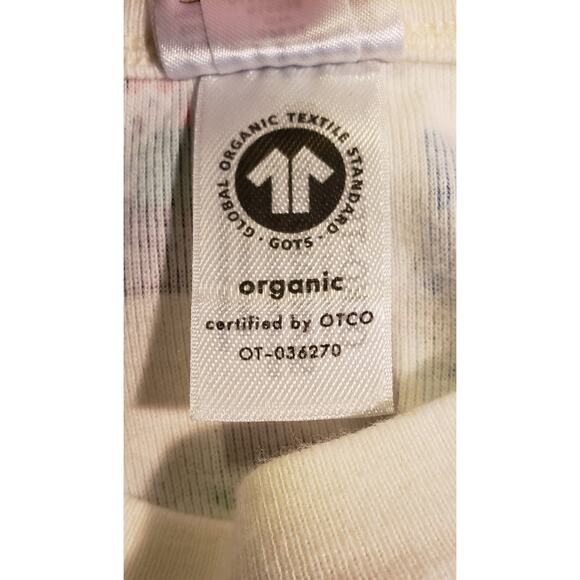 GLOBAL ORGANIC TEXTILE STANDARD · GOTS ·
organic
certified by OTCO
OT-036270